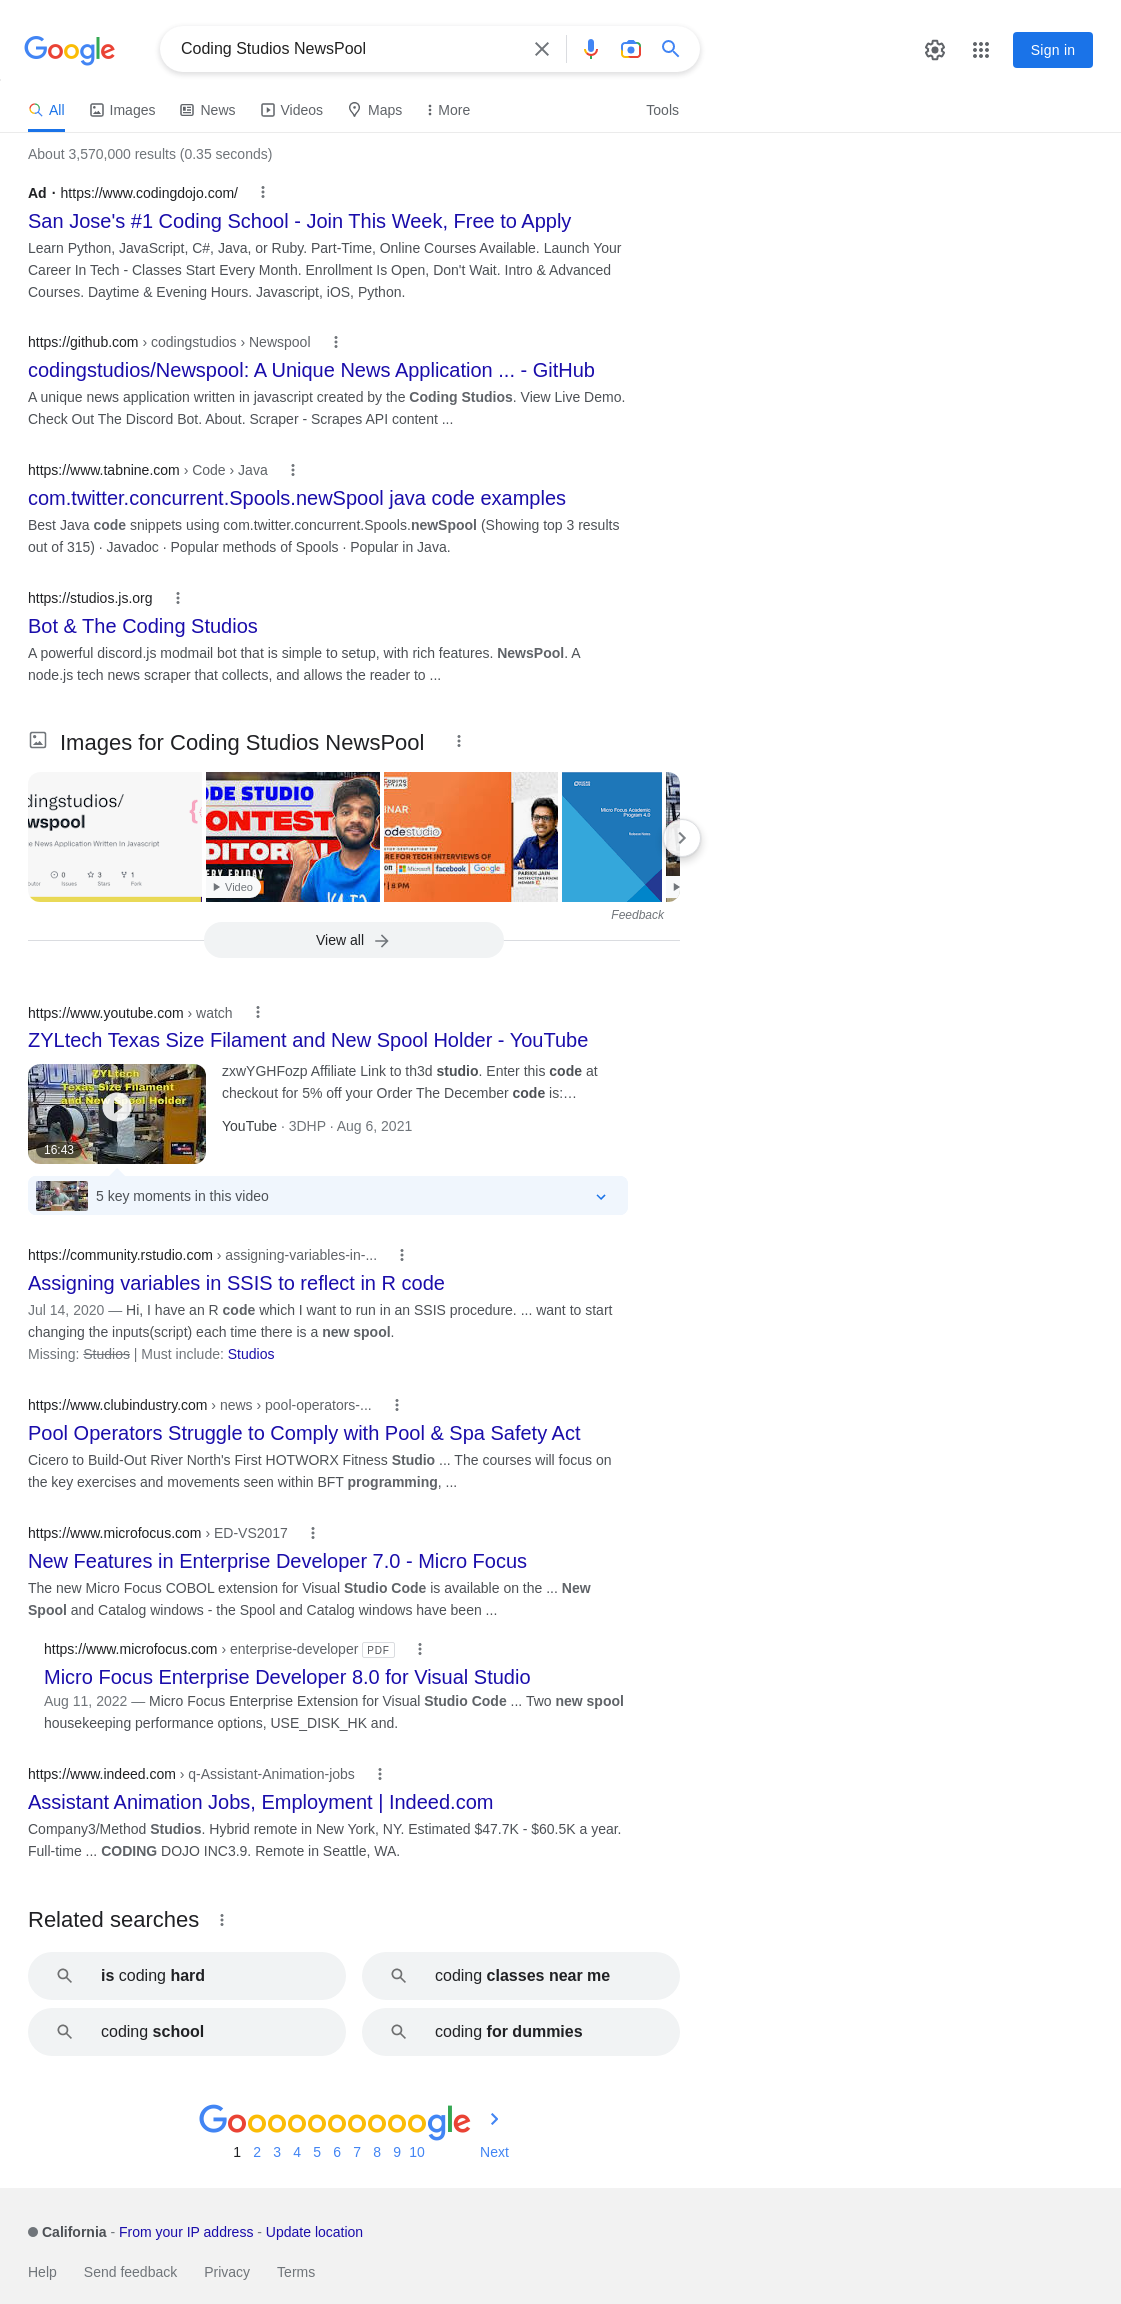 Google
Coding Studios NewsPool
Sign in
All
Images
News
Videos
Maps
More
Tools
About 3,570,000 results (0.35 seconds)
Ad · https://www.codingdojo.com/
San Jose's #1 Coding School - Join This Week, Free to Apply
Learn Python, JavaScript, C#, Java, or Ruby. Part-Time, Online Courses Available. Launch Your
Career In Tech - Classes Start Every Month. Enrollment Is Open, Don't Wait. Intro & Advanced
Courses. Daytime & Evening Hours. Javascript, iOS, Python.
https://github.com › codingstudios › Newspool
codingstudios/Newspool: A Unique News Application ... - GitHub
A unique news application written in javascript created by the Coding Studios. View Live Demo.
Check Out The Discord Bot. About. Scraper - Scrapes API content ...
https://www.tabnine.com › Code › Java
com.twitter.concurrent.Spools.newSpool java code examples
Best Java code snippets using com.twitter.concurrent.Spools.newSpool (Showing top 3 results
out of 315) · Javadoc · Popular methods of Spools · Popular in Java.
https://studios.js.org
Bot & The Coding Studios
A powerful discord.js modmail bot that is simple to setup, with rich features. NewsPool. A
node.js tech news scraper that collects, and allows the reader to ...
Images for Coding Studios NewsPool
dingstudios/
wspool
e News Application Written In Javascript
0
3
1
Issues
Stars
Fork
ODE STUDIO
CONTEST
DITORIAL
ERY FRIDAY
Video
Coding
INAR
codestudio
RE FOR TECH INTERVIEWS OF
Microsoft
facebook
Google
| 8 PM
PARIKH JAIN
Micro Focus Academic
Program 4.0
Release Notes
Feedback
View all
https://www.youtube.com › watch
ZYLtech Texas Size Filament and New Spool Holder - YouTube
ZYLtech
Texas Size Filament
and New Spool Holder
16:43
zxwYGHFozp Affiliate Link to th3d studio. Enter this code at
checkout for 5% off your Order The December code is:...
YouTube · 3DHP · Aug 6, 2021
5 key moments in this video
https://community.rstudio.com › assigning-variables-in-...
Assigning variables in SSIS to reflect in R code
Jul 14, 2020 — Hi, I have an R code which I want to run in an SSIS procedure. ... want to start
changing the inputs(script) each time there is a new spool.
Missing: Studios | Must include: Studios
https://www.clubindustry.com › news › pool-operators-...
Pool Operators Struggle to Comply with Pool & Spa Safety Act
Cicero to Build-Out River North's First HOTWORX Fitness Studio ... The courses will focus on
the key exercises and movements seen within BFT programming, ...
https://www.microfocus.com › ED-VS2017
New Features in Enterprise Developer 7.0 - Micro Focus
The new Micro Focus COBOL extension for Visual Studio Code is available on the ... New
Spool and Catalog windows - the Spool and Catalog windows have been ...
https://www.microfocus.com › enterprise-developer PDF
Micro Focus Enterprise Developer 8.0 for Visual Studio
Aug 11, 2022 — Micro Focus Enterprise Extension for Visual Studio Code ... Two new spool
housekeeping performance options, USE_DISK_HK and.
https://www.indeed.com › q-Assistant-Animation-jobs
Assistant Animation Jobs, Employment | Indeed.com
Company3/Method Studios. Hybrid remote in New York, NY. Estimated $47.7K - $60.5K a year.
Full-time ... CODING DOJO INC3.9. Remote in Seattle, WA.
Related searches
is coding hard
coding classes near me
coding school
coding for dummies
Goooooooooogle
1 2 3 4 5 6 7 8 9 10 Next
California - From your IP address - Update location
Help Send feedback Privacy Terms